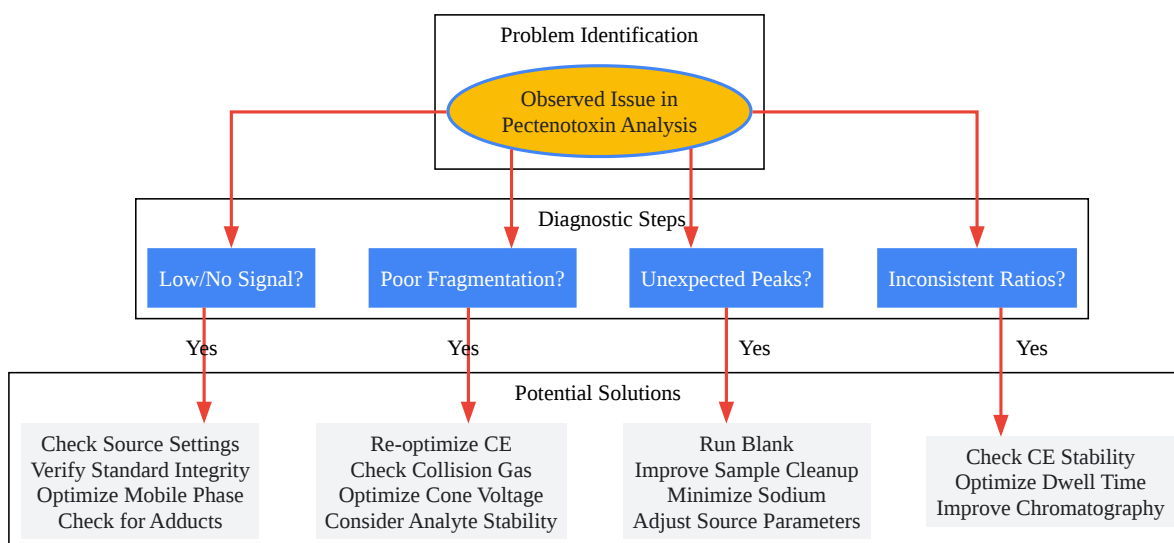 Problem Identification
Observed Issue in
Pectenotoxin Analysis
Diagnostic Steps
Low/No Signal?
Poor Fragmentation?
Unexpected Peaks?
Inconsistent Ratios?
Yes
Yes
Yes
Yes
Potential Solutions
Check Source Settings
Verify Standard Integrity
Optimize Mobile Phase
Check for Adducts
Re-optimize CE
Check Collision Gas
Optimize Cone Voltage
Consider Analyte Stability
Run Blank
Improve Sample Cleanup
Minimize Sodium
Adjust Source Parameters
Check CE Stability
Optimize Dwell Time
Improve Chromatography